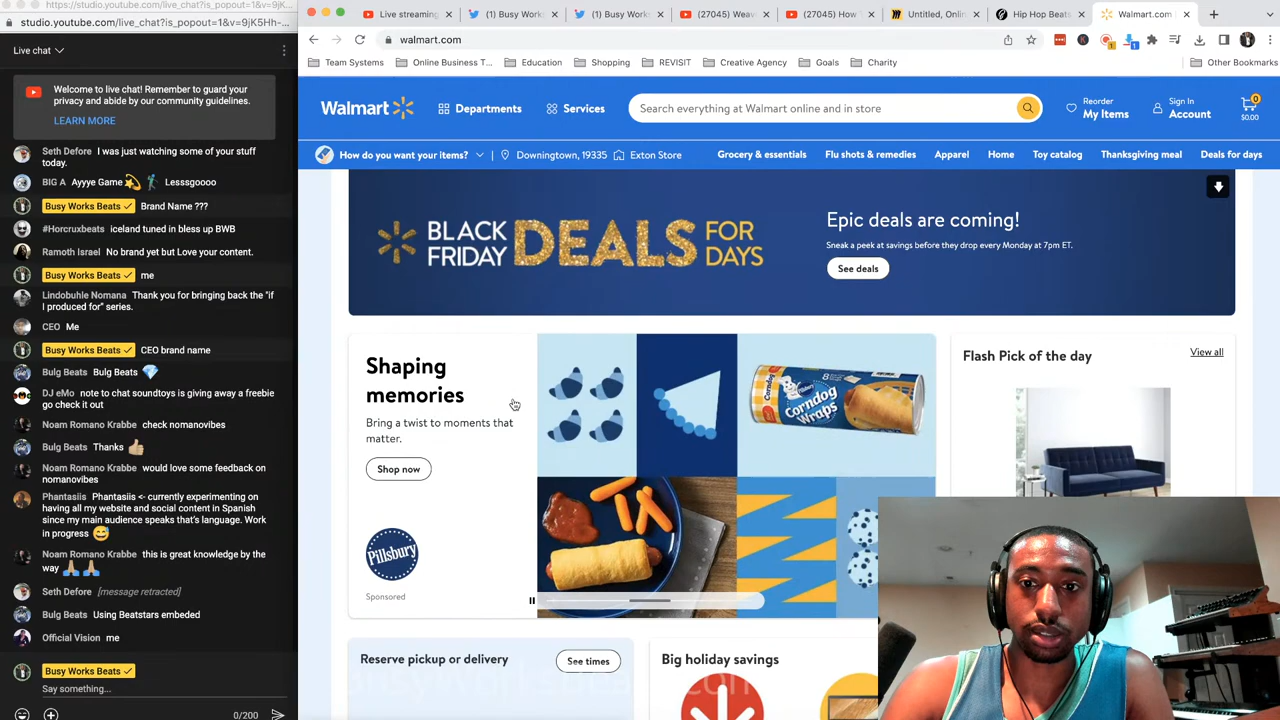 https://studio.youtube.com/live_chat?is_popout=1&v=9jK5
studio.youtube.com/live_chat?is_popout=1&v=9jK5Hh-...
Live chat
Welcome to live chat! Remember to guard your
privacy and abide by our community guidelines.
LEARN MORE
Seth Defore I was just watching some of your stuff
today.
BIG A Ayyye Game Lesssgoooo
Busy Works Beats Brand Name ???
#Horcruxbeats iceland tuned in bless up BWB
Ramoth Israel No brand yet but Love your content.
Busy Works Beats me
Lindobuhle Nomana Thank you for bringing back the "if
I produced for" series.
CEO Me
Busy Works Beats CEO brand name
Bulg Beats Bulg Beats
DJ eMo note to chat soundtoys is giving away a freebie
go check it out
Noam Romano Krabbe check nomanovibes
Bulg Beats Thanks
Noam Romano Krabbe would love some feedback on
nomanovibes
Phantasiis Phantasiis <- currently experimenting on
having all my website and social content in Spanish
since my main audience speaks that's language. Work
in progress
Noam Romano Krabbe this is great knowledge by the
way
Seth Defore [message retracted]
Bulg Beats Using Beatstars embeded
Official Vision me
Busy Works Beats
Say something...
0/200
Live streaming
(1) Busy Work
(1) Busy Work
(27045) Weav
(27045) How
Untitled, Onli
Hip Hop Beats
Walmart.com
walmart.com
Team Systems
Online Business T...
Education
Shopping
REVISIT
Creative Agency
Goals
Charity
Other Bookmarks
Walmart
Departments
Services
Search everything at Walmart online and in store
Reorder
My Items
Sign In
Account
0
$0.00
How do you want your items?
Downingtown, 19335
Exton Store
Grocery & essentials
Flu shots & remedies
Apparel
Home
Toy catalog
Thanksgiving meal
Deals for days
BLACK
FRIDAY
DEALS
FOR
DAYS
Epic deals are coming!
Sneak a peek at savings before they drop every Monday at 7pm ET.
See deals
Shaping
memories
Bring a twist to moments that
matter.
Shop now
Pillsbury
Sponsored
Pillsbury
Corndog
Wraps
8
Flash Pick of the day
View all
Reserve pickup or delivery
See times
Big holiday savings